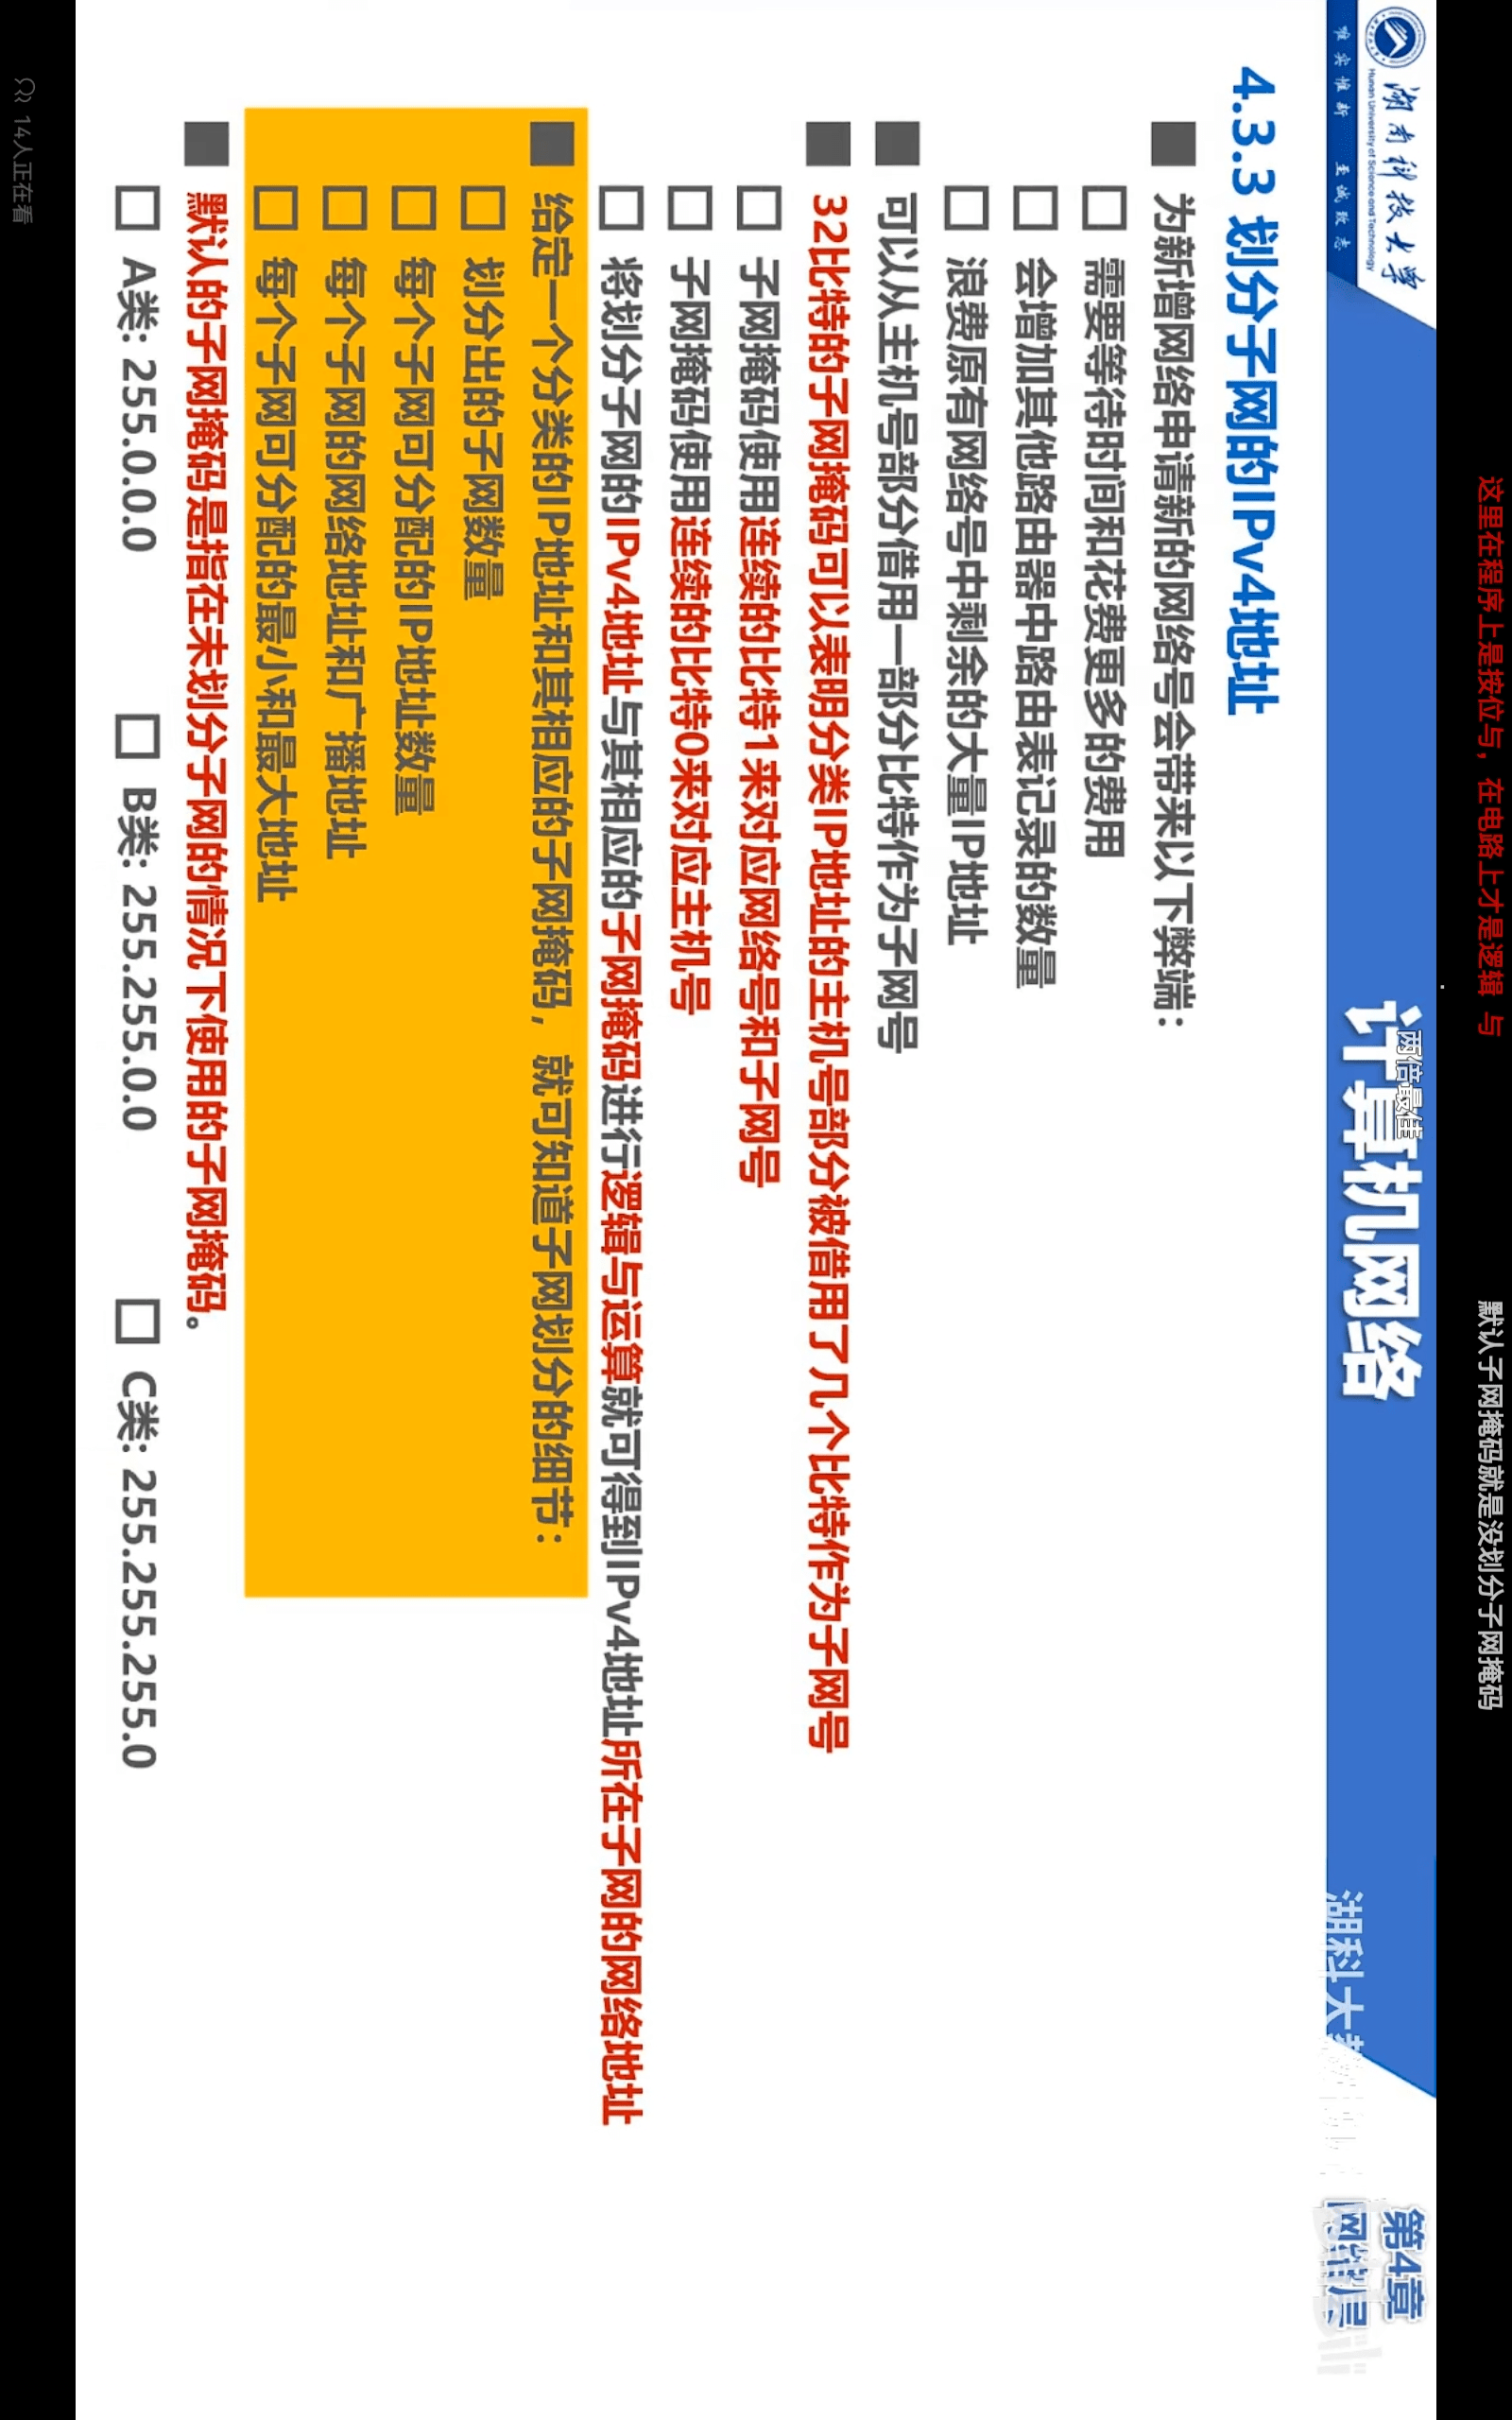 这里在程序上是按位与，在电路上才是逻辑 与
默认子网掩码就是没划分子网掩码
湖南科技大学
Hunan University of Science and Technology
唯实惟新 至诚致志
两倍最佳
计算机网络
湖科大教
第4章
网络层
4.3.3 划分子网的IPv4地址
■ 为新增网络申请新的网络号会带来以下弊端：
□ 需要等待时间和花费更多的费用
□ 会增加其他路由器中路由表记录的数量
□ 浪费原有网络号中剩余的大量IP地址
■ 可以从主机号部分借用一部分比特作为子网号
■ 32比特的子网掩码可以表明分类IP地址的主机号部分被借用了几个比特作为子网号
□ 子网掩码使用连续的比特1来对应网络号和子网号
□ 子网掩码使用连续的比特0来对应主机号
□ 将划分子网的IPv4地址与其相应的子网掩码进行逻辑与运算就可得到IPv4地址所在子网的网络地址
■ 给定一个分类的IP地址和其相应的子网掩码，就可知道子网划分的细节：
□ 划分出的子网数量
□ 每个子网可分配的IP地址数量
□ 每个子网的网络地址和广播地址
□ 每个子网可分配的最小和最大地址
■ 默认的子网掩码是指在未划分子网的情况下使用的子网掩码。
□ A类: 255.0.0.0 □ B类: 255.255.0.0 □ C类: 255.255.255.0
14人正在看